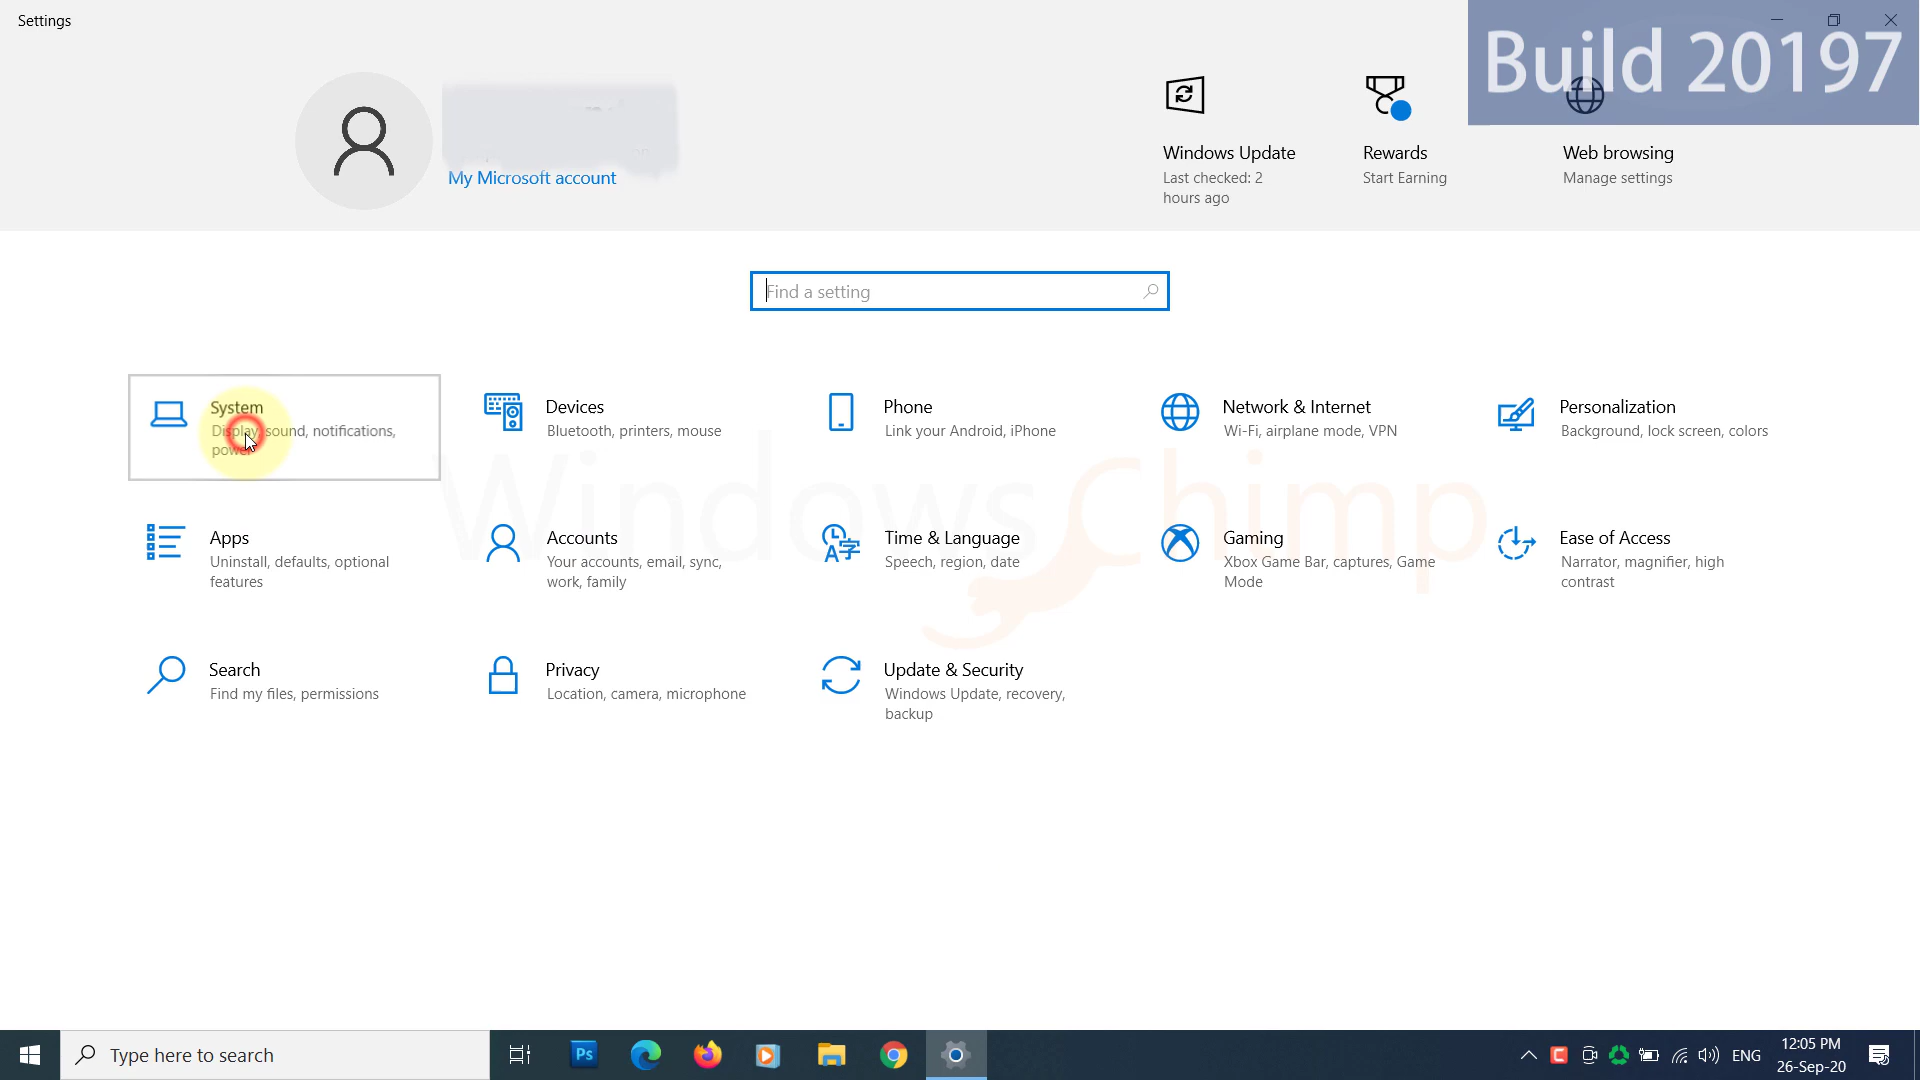 Settings
Build 20197
My Microsoft account
Windows Update
Last checked: 2
hours ago
Rewards
Start Earning
Web browsing
Manage settings
Find a setting
System
Display, sound, notifications,
power
Devices
Bluetooth, printers, mouse
Phone
Link your Android, iPhone
Network & Internet
Wi-Fi, airplane mode, VPN
Personalization
Background, lock screen, colors
Windows Chimp
Apps
Uninstall, defaults, optional
features
Accounts
Your accounts, email, sync,
work, family
Time & Language
Speech, region, date
Gaming
Xbox Game Bar, captures, Game
Mode
Ease of Access
Narrator, magnifier, high
contrast
Search
Find my files, permissions
Privacy
Location, camera, microphone
Update & Security
Windows Update, recovery,
backup
Type here to search
Ps
ENG
12:05 PM
26-Sep-20